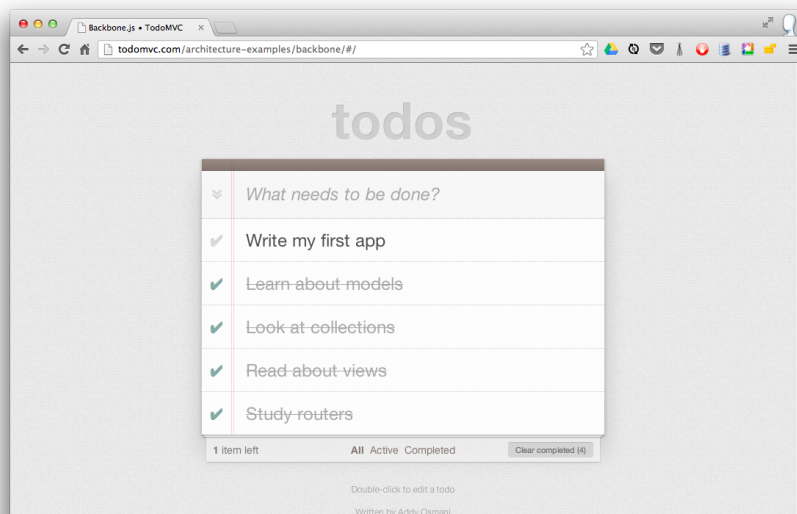 Backbone.js • TodoMVC
todomvc.com/architecture-examples/backbone/#/
todos
What needs to be done?
Write my first app
Learn about models
Look at collections
Read about views
Study routers
1 item left All Active Completed Clear completed (4)
Double-click to edit a todo
Written by Addy Osmani